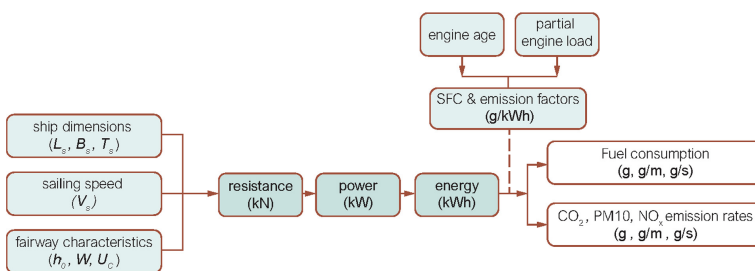 engine age
partial
engine load
SFC & emission factors
(g/kWh)
ship dimensions
(Lₛ, Bₛ, Tₛ)
sailing speed
(Vₛ)
fairway characteristics
(h₀, W, U꜀)
resistance
(kN)
power
(kW)
energy
(kWh)
Fuel consumption
(g, g/m, g/s)
CO₂, PM10, NOₓ emission rates
(g , g/m , g/s)